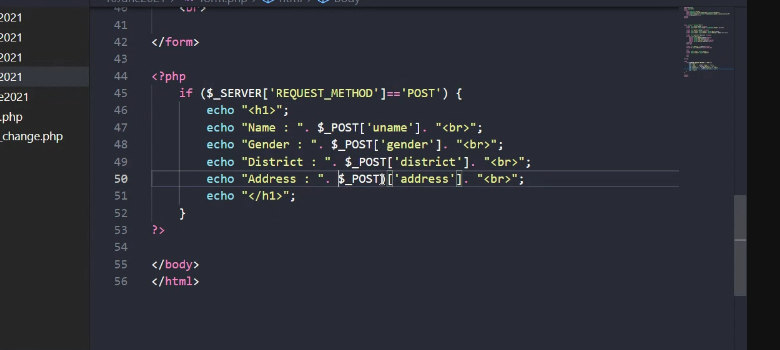 2021
2021
2021
2021
e2021
.php
_change.php
form.php
html
body
40 <br>
41
42 </form>
43
44 <?php
45 if ($_SERVER['REQUEST_METHOD']=='POST') {
46 echo "<h1>";
47 echo "Name : ". $_POST['uname']. "<br>";
48 echo "Gender : ". $_POST['gender']. "<br>";
49 echo "District : ". $_POST['district']. "<br>";
50 echo "Address : ". $_POST)['address']. "<br>";
51 echo "</h1>";
52 }
53 ?>
54
55 </body>
56 </html>